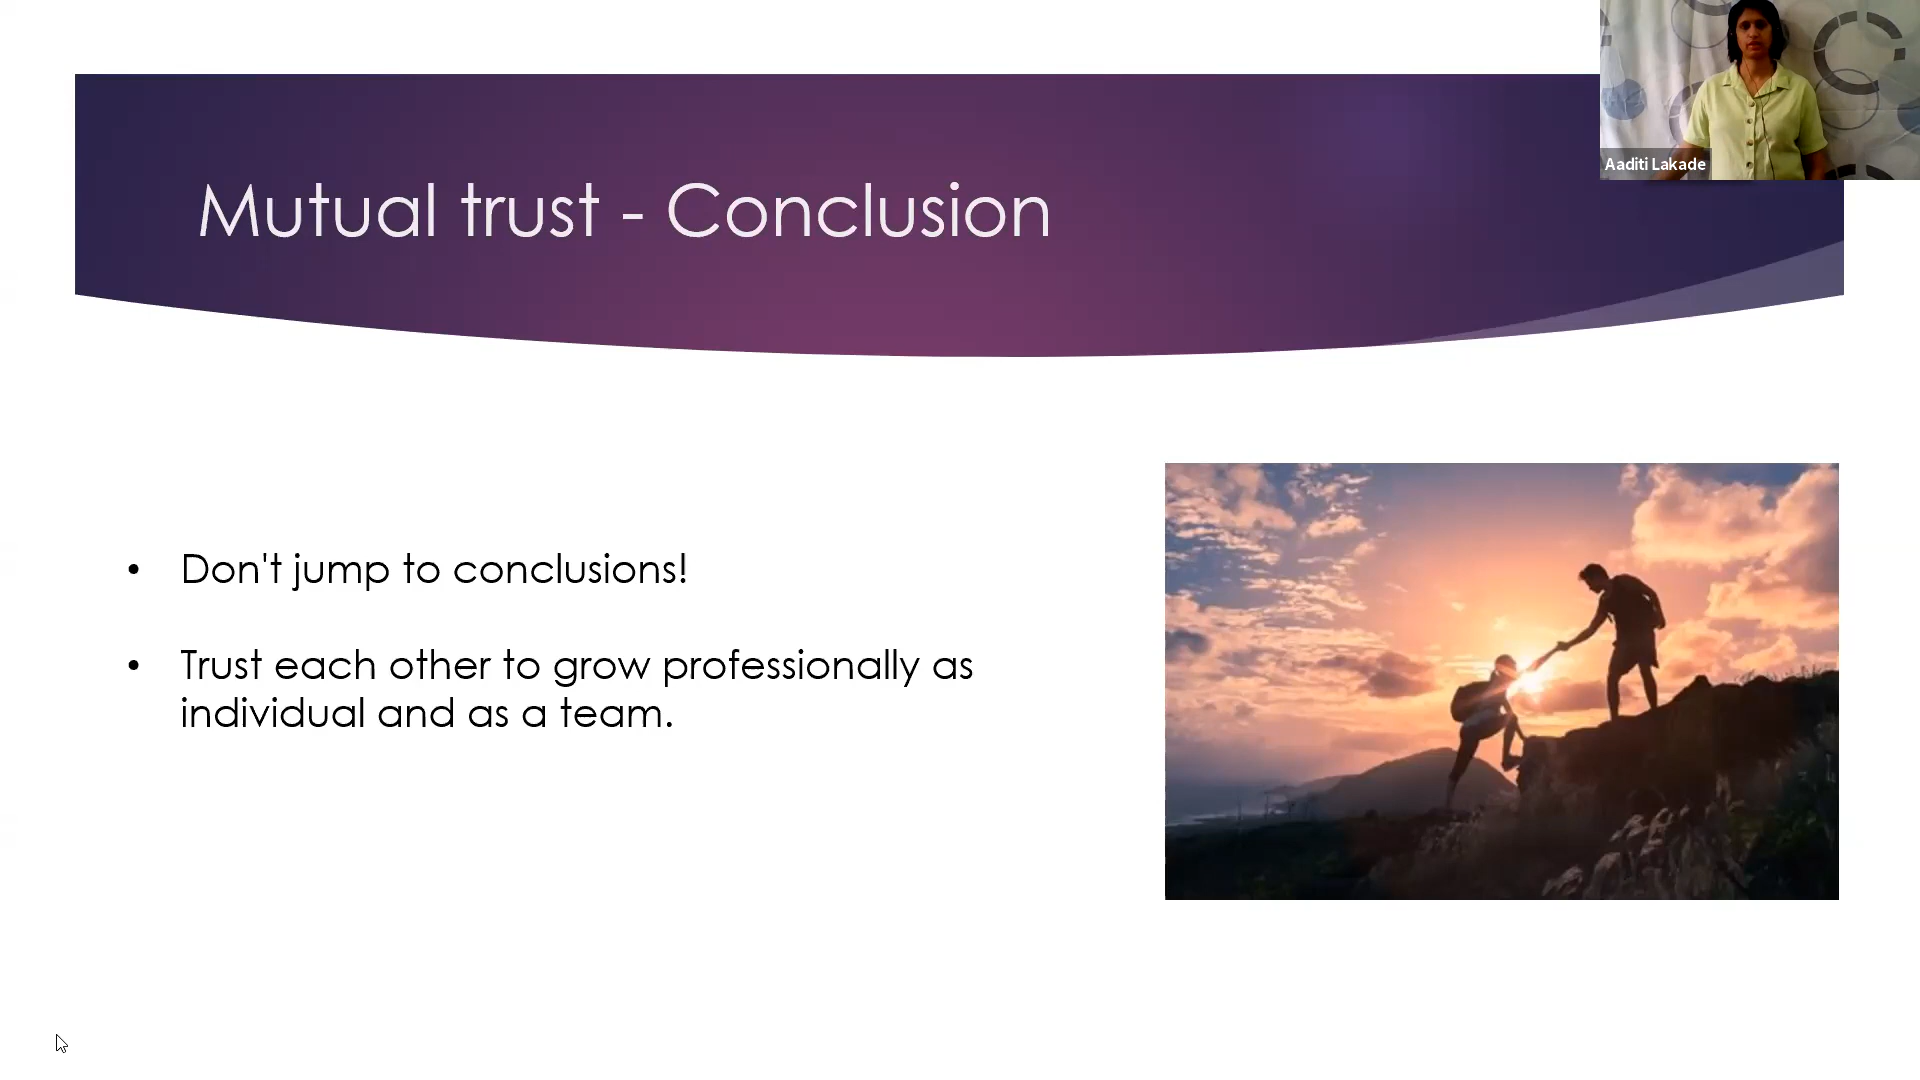 Aaditi Lakade
Mutual trust - Conclusion
• Don't jump to conclusions!
• Trust each other to grow professionally as
individual and as a team.